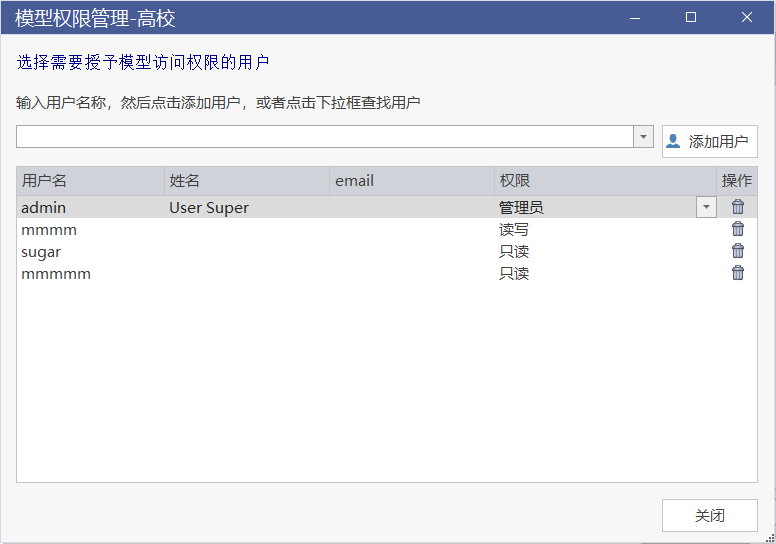 模型权限管理-高校
选择需要授予模型访问权限的用户
输入用户名称，然后点击添加用户，或者点击下拉框查找用户
添加用户
用户名 姓名 email 权限 操作
admin User Super 管理员
mmmm 读写
sugar 只读
mmmmm 只读
关闭